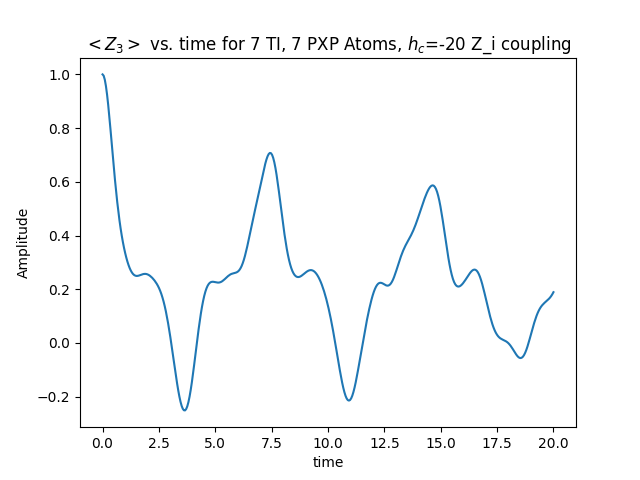 < Z₃ > vs. time for 7 TI, 7 PXP Atoms, h_c=-20 Z_i coupling
1.0
0.8
0.6
0.4
0.2
0.0
−0.2
Amplitude
0.0 2.5 5.0 7.5 10.0 12.5 15.0 17.5 20.0
time